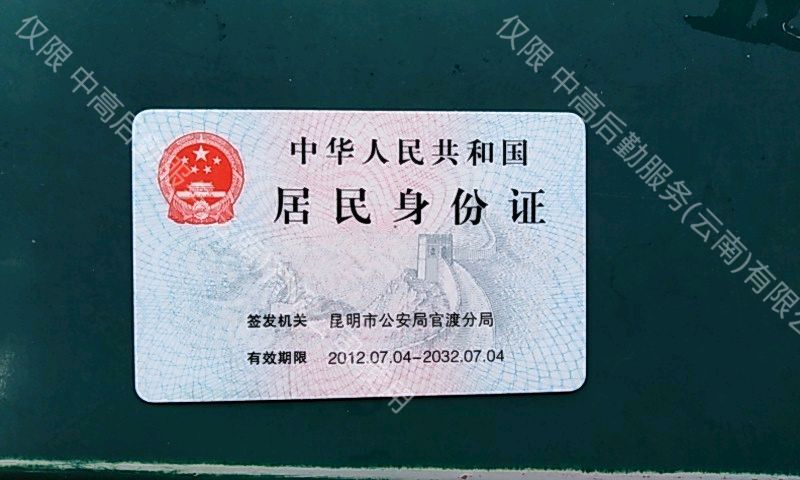 中华人民共和国
居民身份证
签发机关 昆明市公安局官渡分局
有效期限 2012.07.04-2032.07.04
仅限 中高后
仅限 中高后勤服务(云南)有限公
用